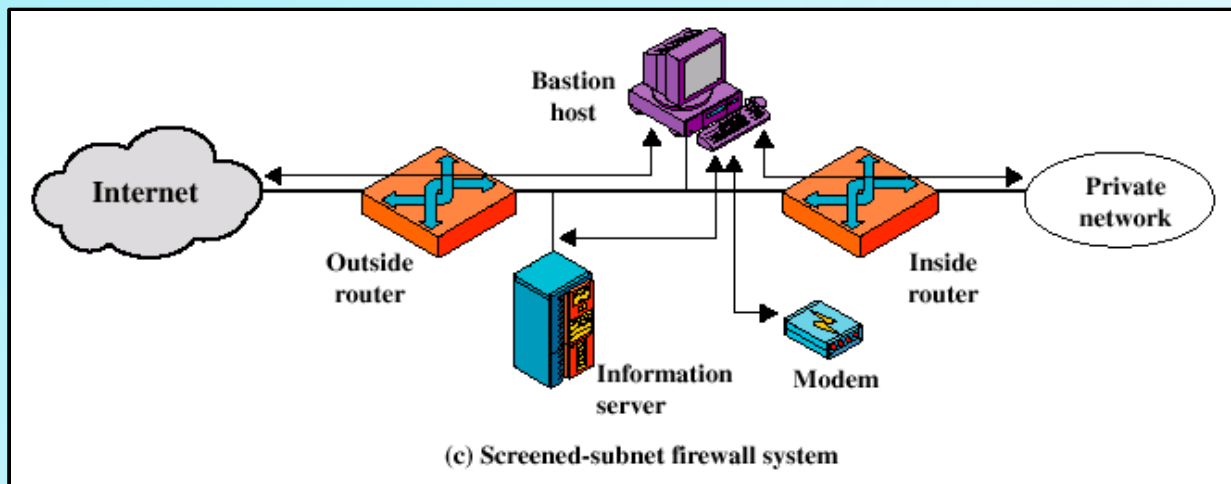 Bastion
host
Internet
Private
network
Outside
router
Inside
router
Information
server
Modem
(c) Screened-subnet firewall system